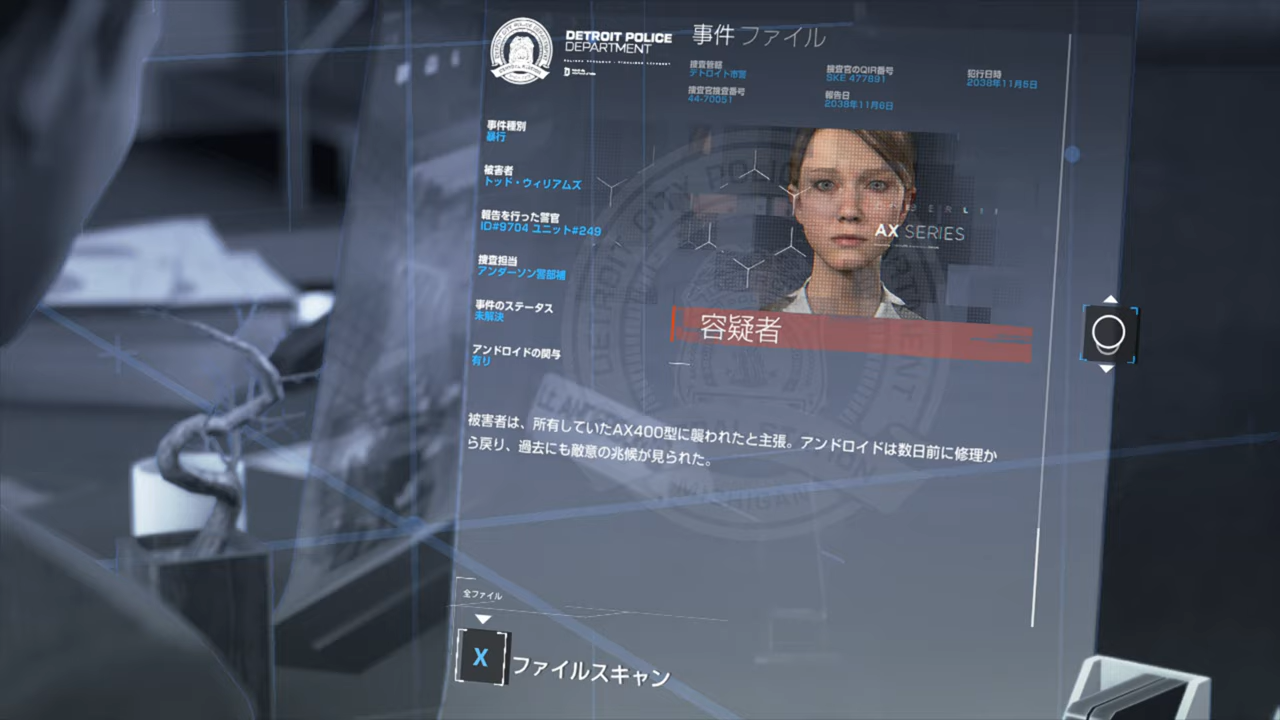 DETROIT POLICE
DEPARTMENT
事件ファイル
捜査管轄
デトロイト市警
捜査官のQIR番号
SKE 477891
犯行日時
2038年11月5日
捜査官捜査番号
44-70051
報告日
2038年11月6日
事件種別
暴行
被害者
トッド・ウィリアムズ
報告を行った警官
ID#9704 ユニット#249
捜査担当
アンダーソン警部補
事件のステータス
未解決
アンドロイドの関与
有り
AX SERIES
容疑者
被害者は、所有していたAX400型に襲われたと主張。アンドロイドは数日前に修理か
ら戻り、過去にも敵意の兆候が見られた。
DETROIT CITY POLICE DEPARTMENT
MICHIGAN
全ファイル
X
ファイルスキャン